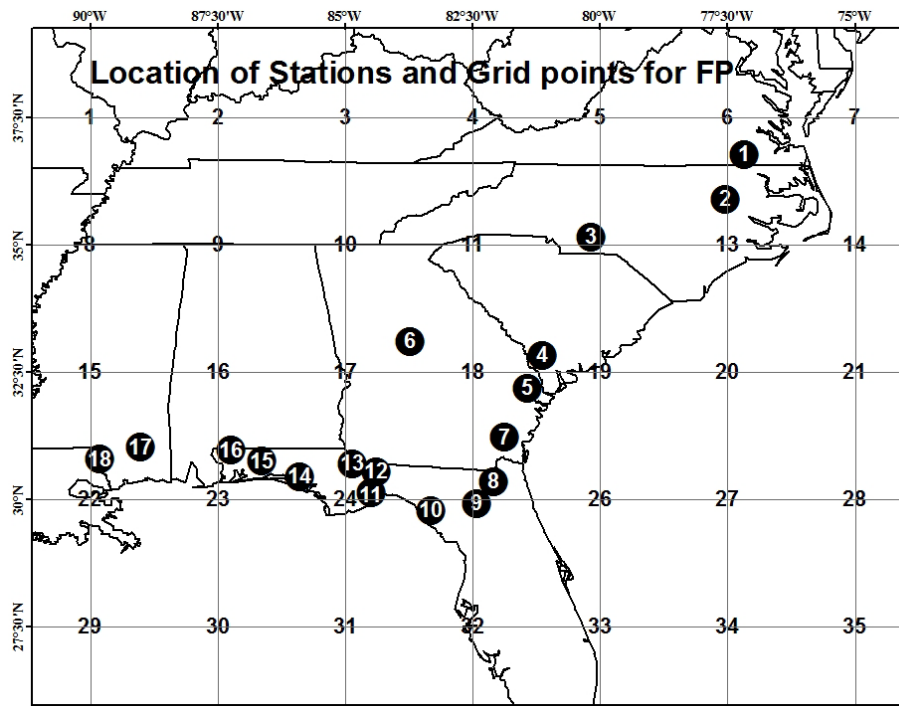 90°W 87°30'W 85°W 82°30'W 80°W 77°30'W 75°W
Location of Stations and Grid points for FP
37°30'N 1 2 3 4 5 6 7
1
2
3
35°N 8 9 10 11 13 14
6
4
32°30'N 15 16 17 18 19 20 21
5
7
16 17
18 15 13 12
14 8
11
30°N 22 23 24 9 26 27 28
10
27°30'N 29 30 31 32 33 34 35